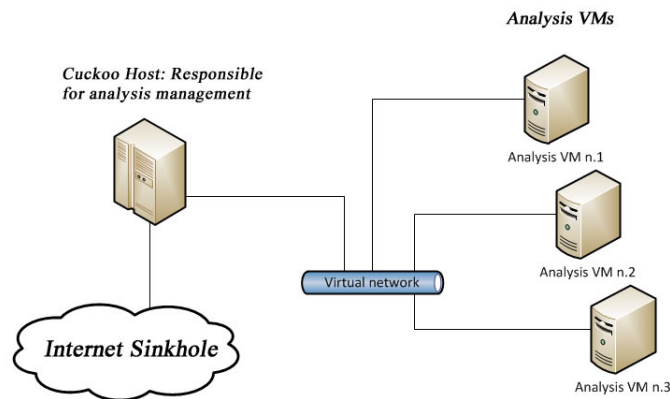 Analysis VMs
Cuckoo Host: Responsible
for analysis management
Analysis VM n.1
Analysis VM n.2
Virtual network
Internet Sinkhole
Analysis VM n.3